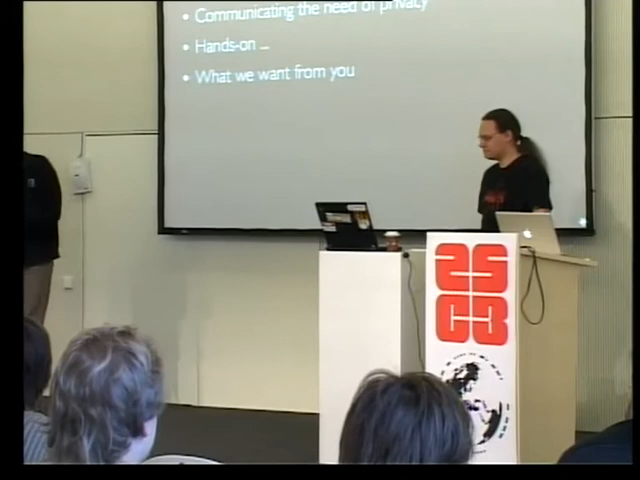 • Communicating the need of privacy
• Hands-on ...
• What we want from you
25
C3